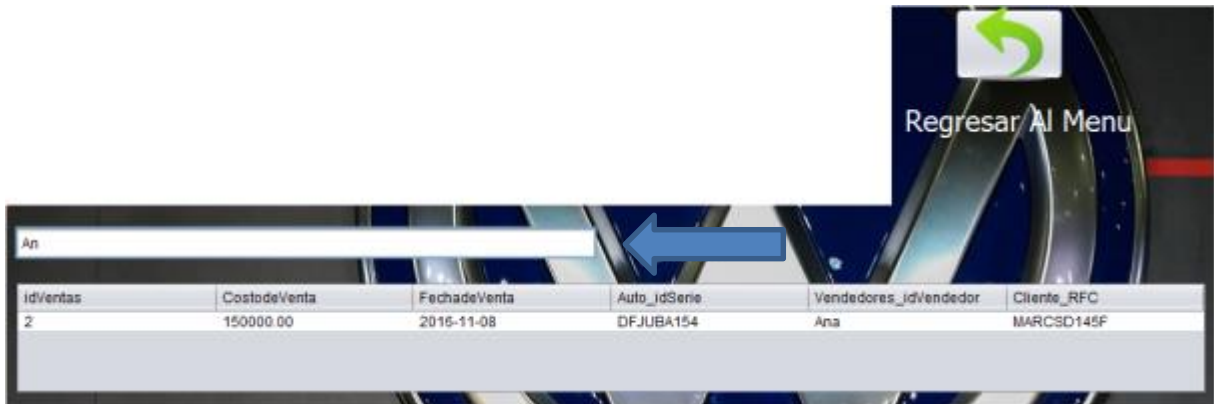 Regresar Al Menu
An
idVentas CostodeVenta FechadeVenta Auto_idSerie Vendedores_idVendedor Cliente_RFC
2 150000.00 2016-11-08 DFJUBA154 Ana MARCSD145F